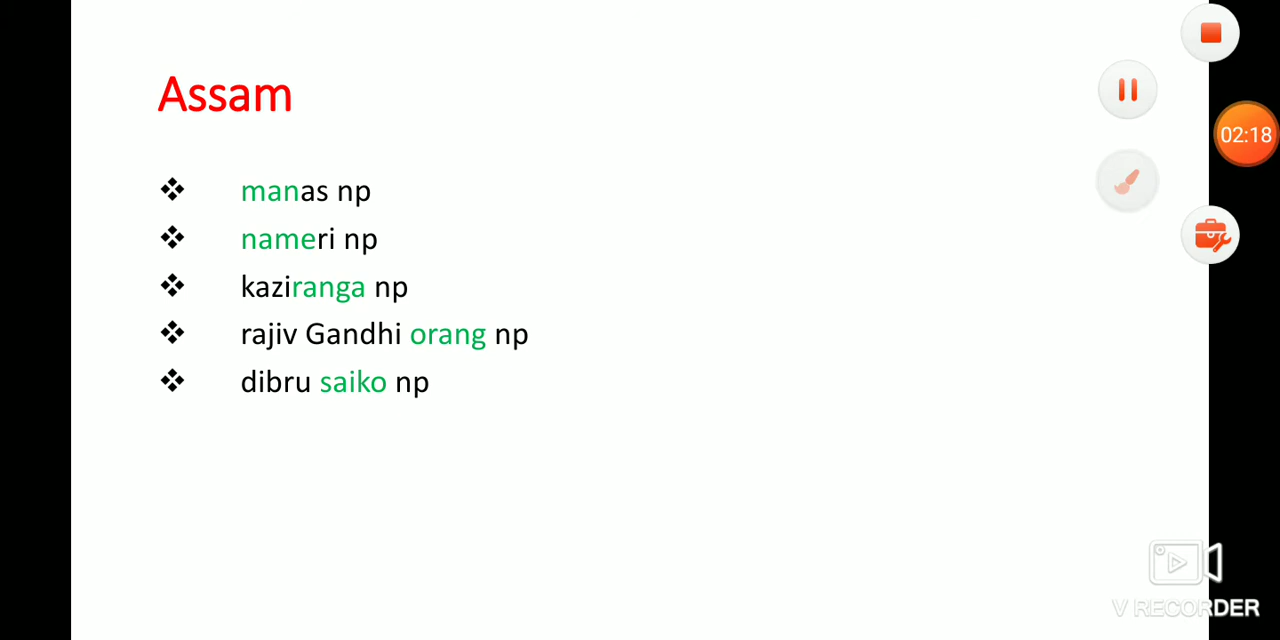 Assam
❖ manas np
❖ nameri np
❖ kaziranga np
❖ rajiv Gandhi orang np
❖ dibru saiko np
02:18
V RECORDER